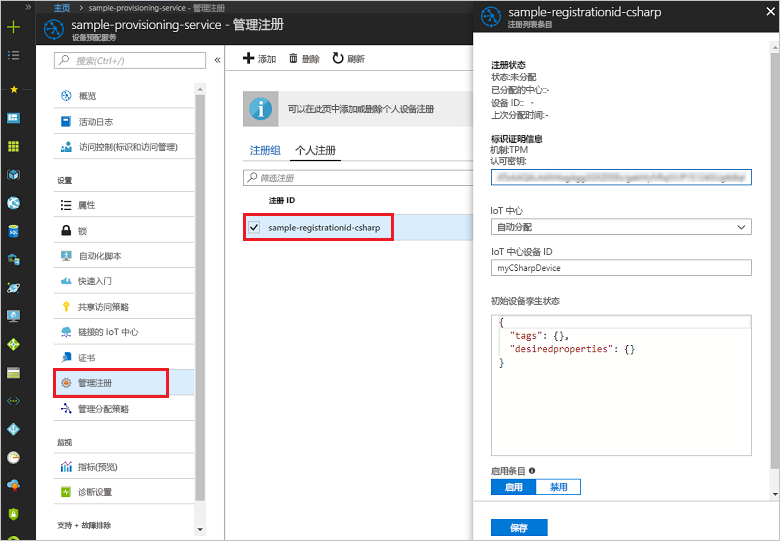 主页 > sample-provisioning-service - 管理注册
sample-provisioning-service - 管理注册
设备预配服务
搜索(Ctrl+/)
概览
活动日志
访问控制(标识和访问管理)
设置
属性
锁
自动化脚本
快速入门
共享访问策略
链接的 IoT 中心
证书
管理注册
管理分配策略
监视
指标(预览)
诊断设置
支持 + 故障排除
添加
删除
刷新
可以在此页中添加或删除个人设备注册
注册组
个人注册
筛选注册
注册 ID
sample-registrationid-csharp
sample-registrationid-csharp
注册列表条目
注册状态
状态:未分配
已分配的中心:-
设备 ID: -
上次分配时间:-
标识证明信息
机制:TPM
认可密钥:
IoT 中心
自动分配
IoT 中心设备 ID
myCSharpDevice
初始设备孪生状态
{
"tags": {},
"desiredproperties": {}
}
启用条目
启用
禁用
保存